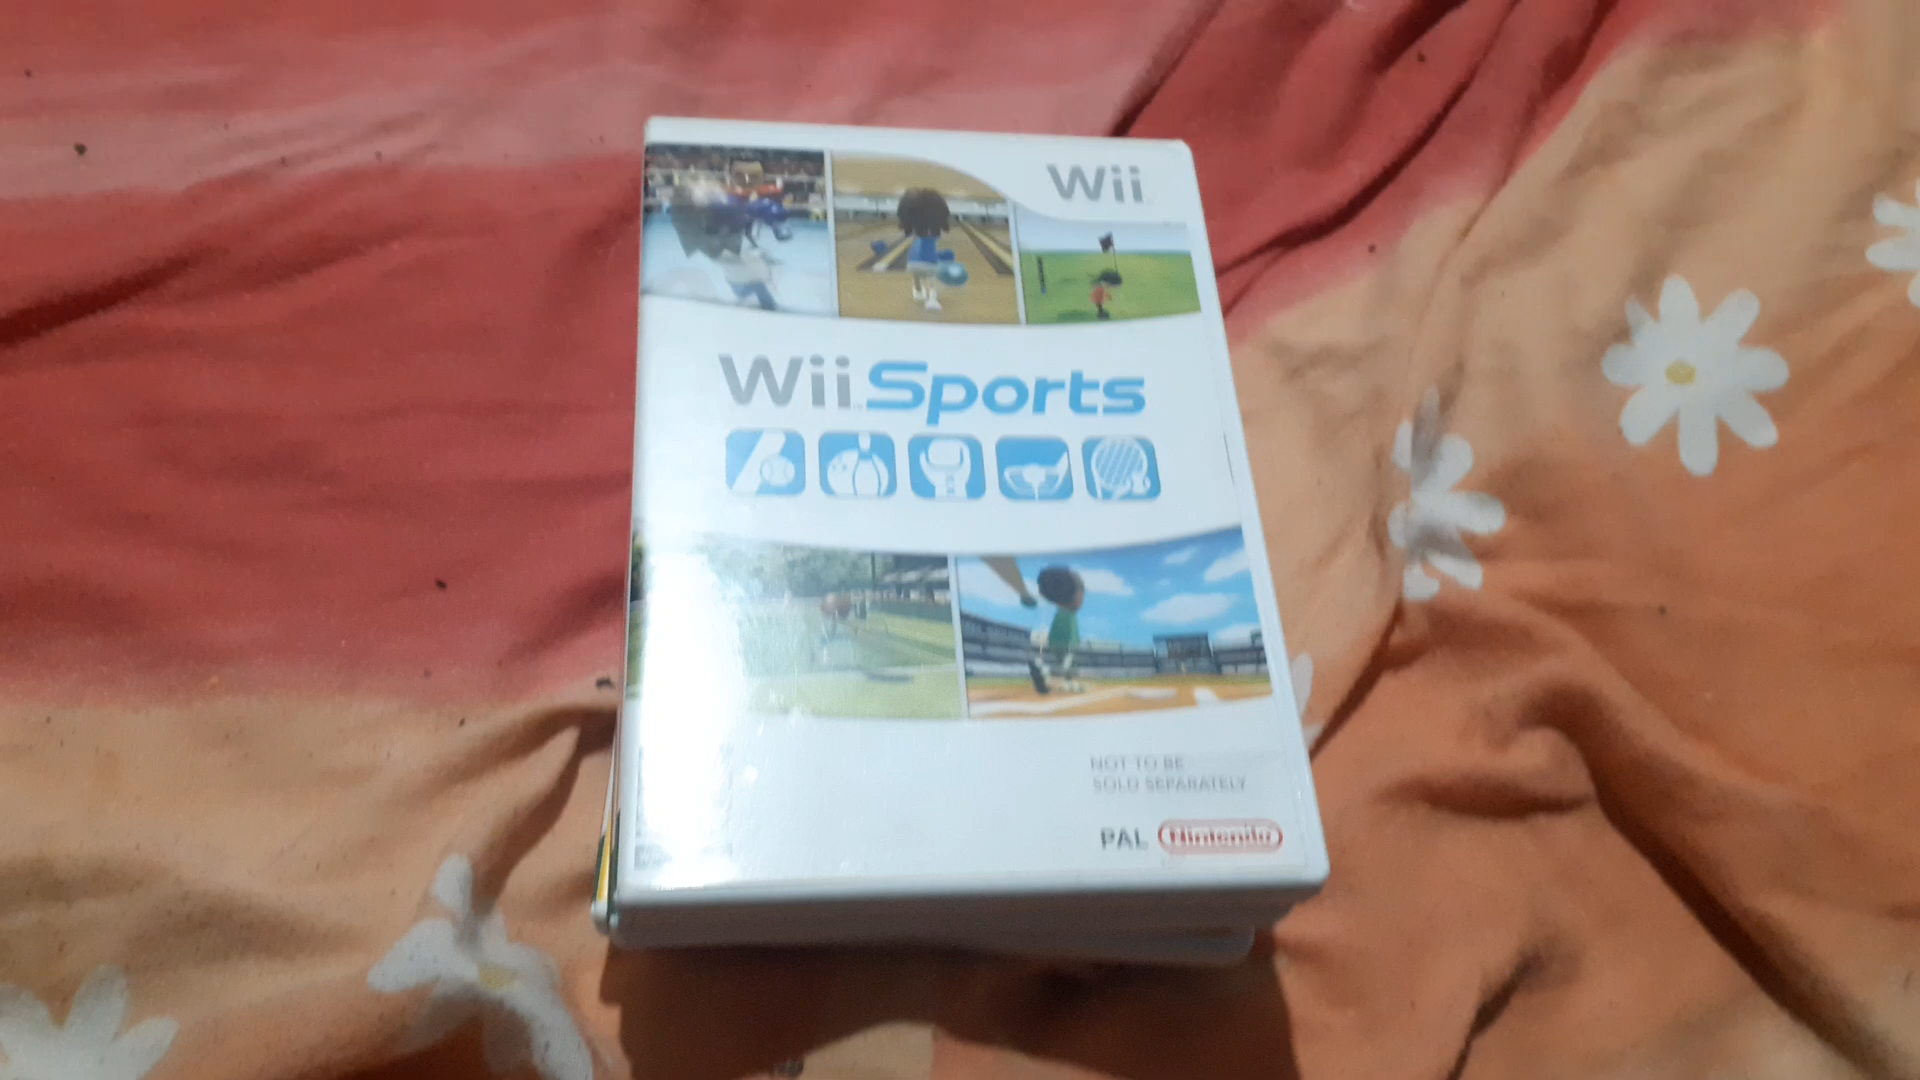 Wii
Wii Sports
NOT TO BE
SOLD SEPARATELY
PAL Nintendo